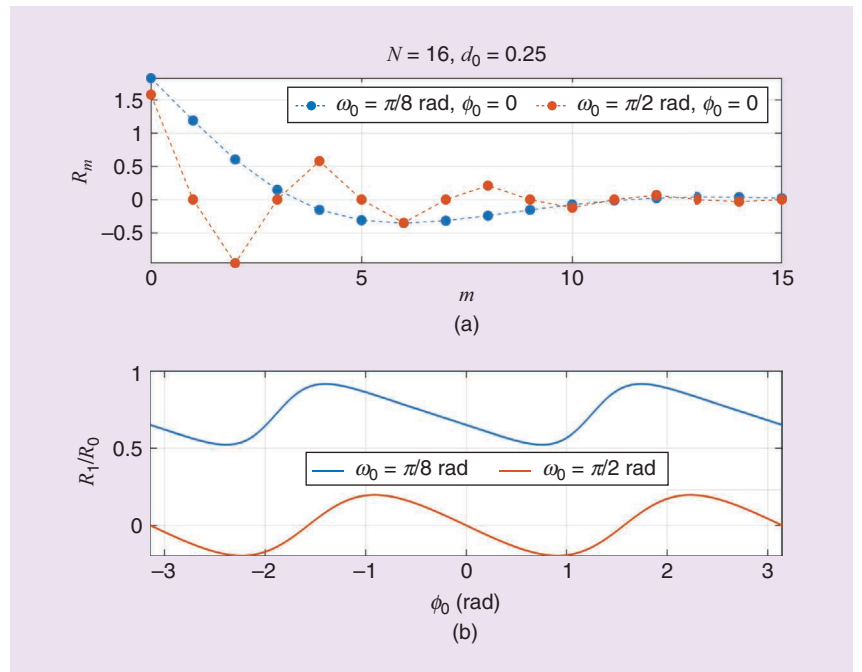 N = 16, d₀ = 0.25
ω₀ = π/8 rad, ϕ₀ = 0 ω₀ = π/2 rad, ϕ₀ = 0
1.5
1
0.5
0
−0.5
Rₘ
0 5 10 15
m
(a)
1
0.5
0
R₁/R₀
ω₀ = π/8 rad ω₀ = π/2 rad
−3 −2 −1 0 1 2 3
ϕ₀ (rad)
(b)